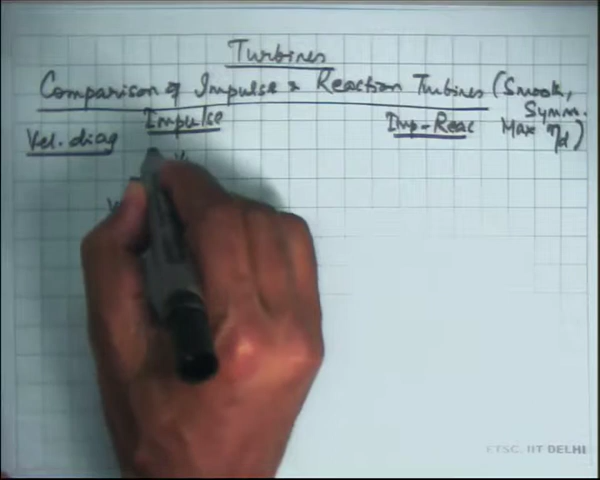 Turbines
Comparison of Impulse & Reaction Turbines (Smooth,
Symm.
Impulse Imp-Reac Max ηd)
Vel. diag
ETSC, IIT DELHI